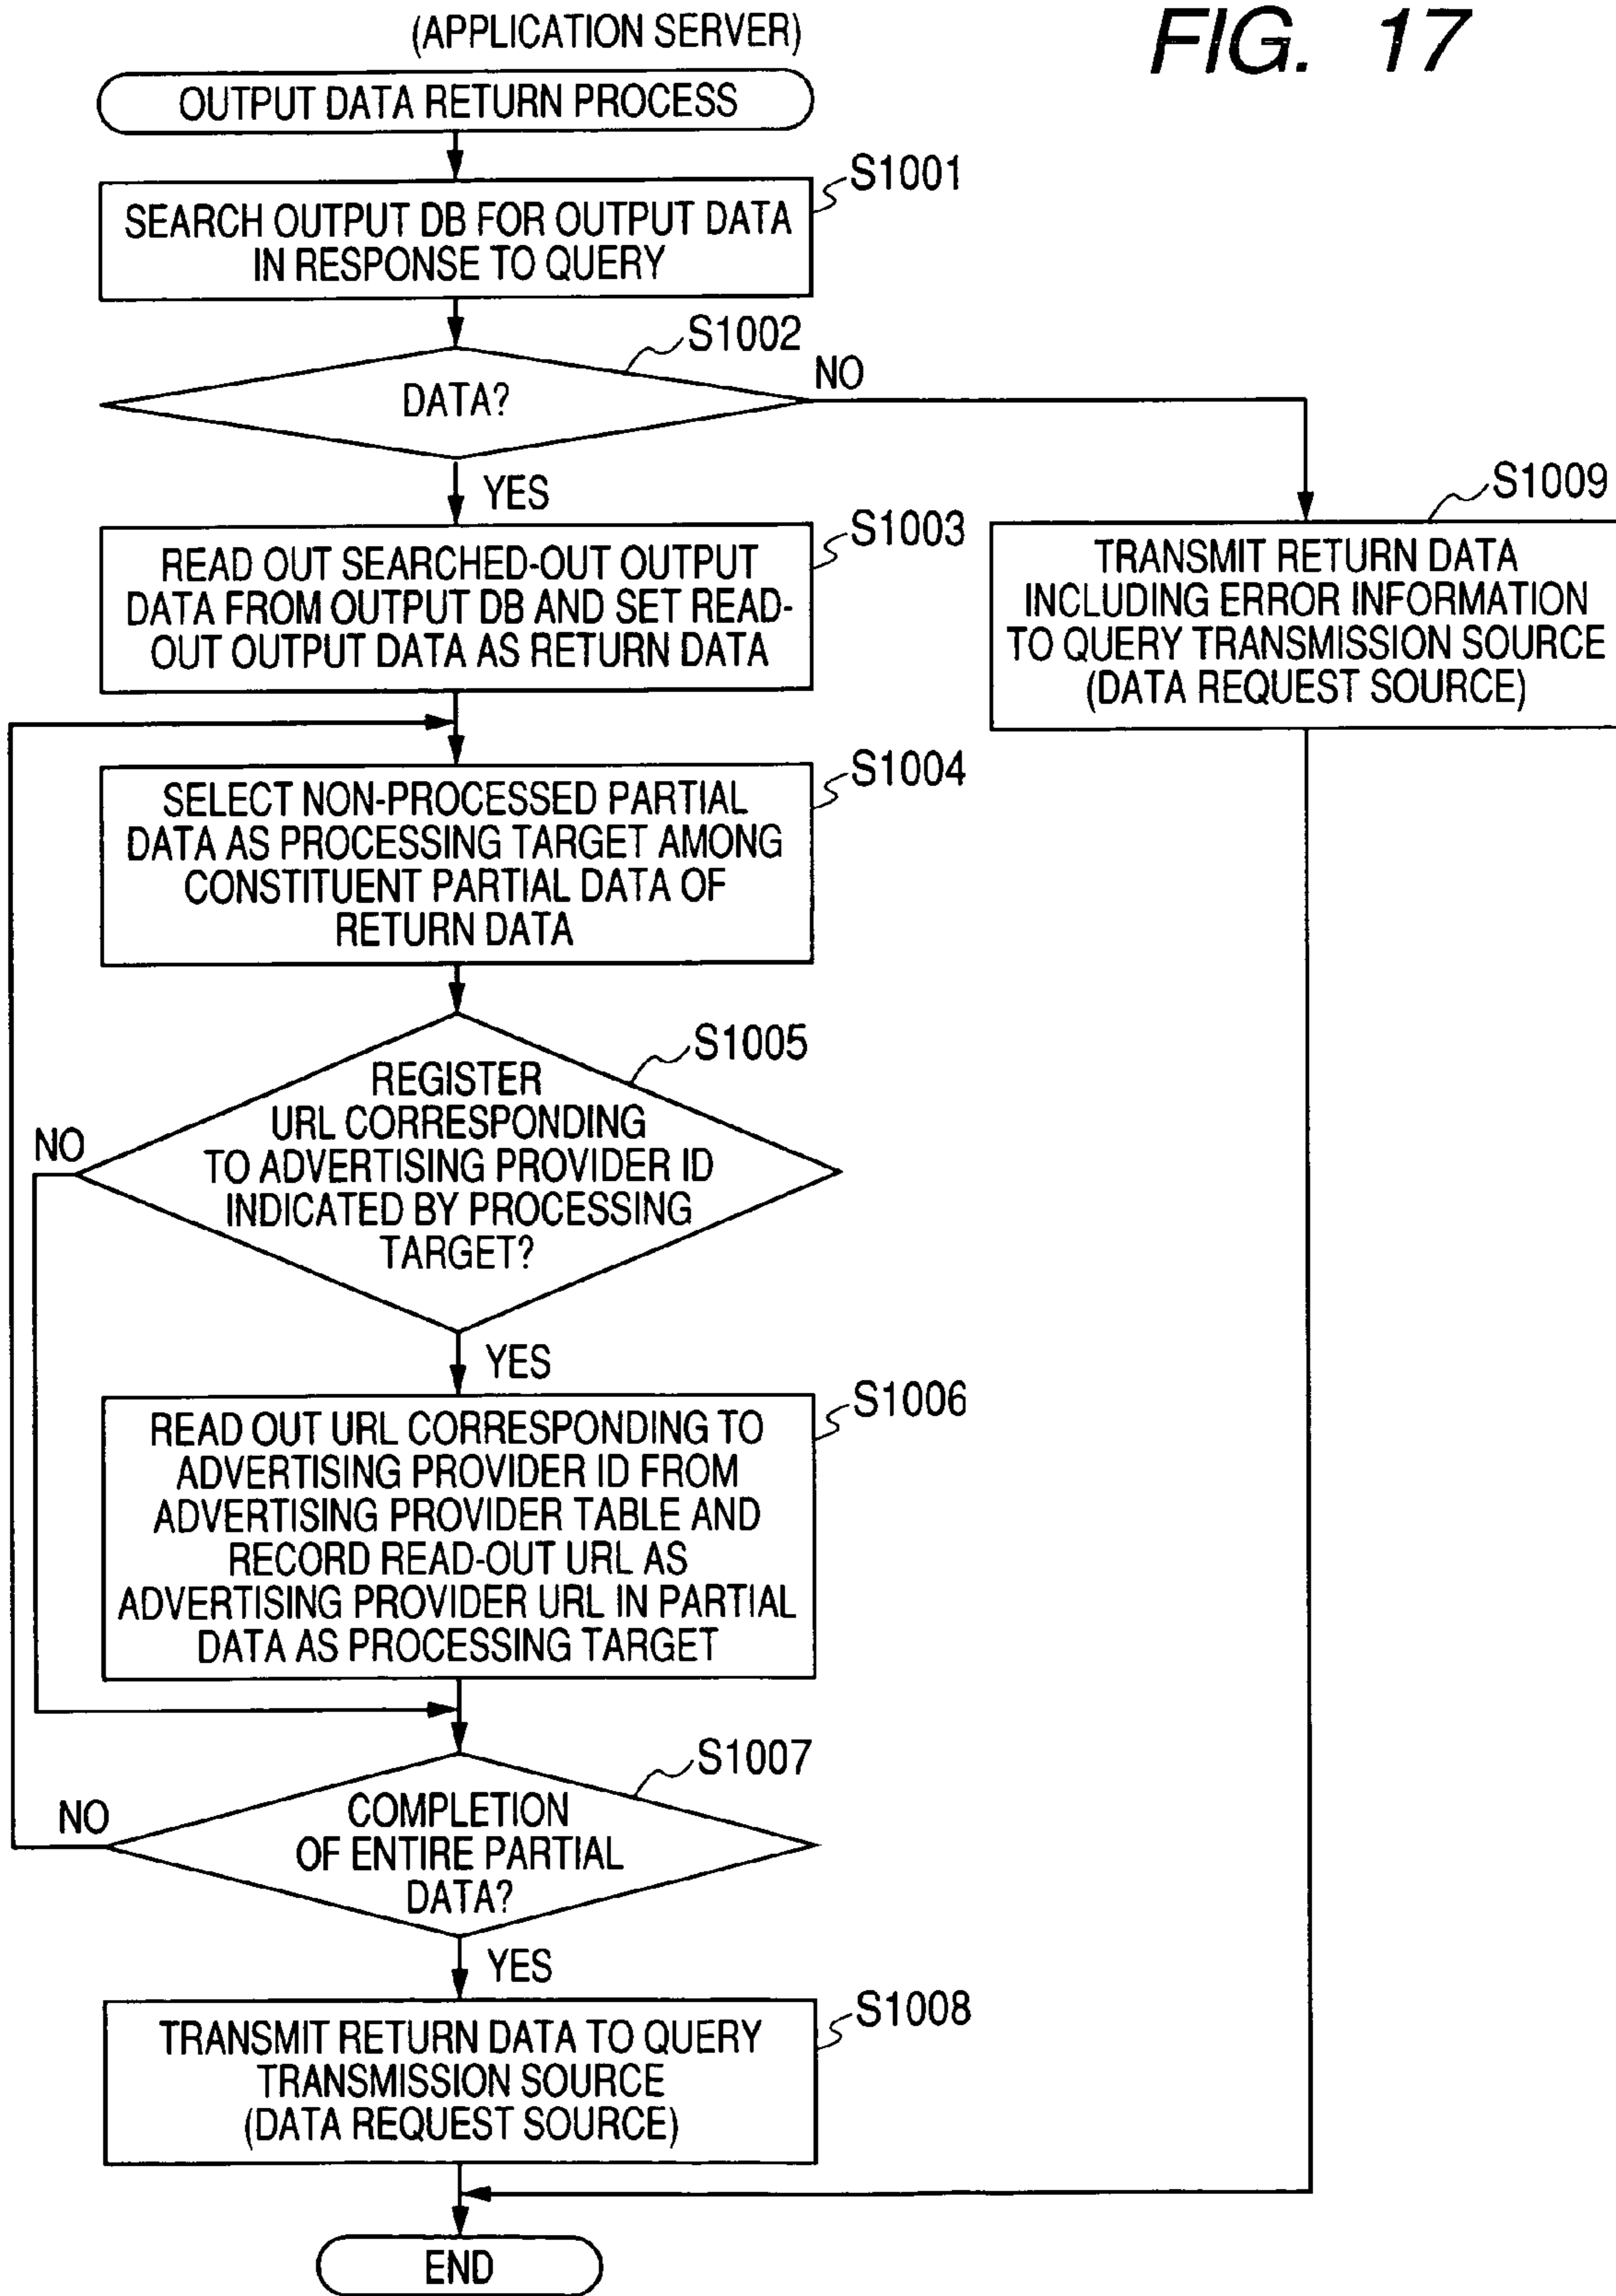 (APPLICATION SERVER)
FIG. 17
OUTPUT DATA RETURN PROCESS
S1001
SEARCH OUTPUT DB FOR OUTPUT DATA
IN RESPONSE TO QUERY
S1002
DATA?
NO
YES
S1003
READ OUT SEARCHED-OUT OUTPUT
DATA FROM OUTPUT DB AND SET READ-
OUT OUTPUT DATA AS RETURN DATA
S1009
TRANSMIT RETURN DATA
INCLUDING ERROR INFORMATION
TO QUERY TRANSMISSION SOURCE
(DATA REQUEST SOURCE)
S1004
SELECT NON-PROCESSED PARTIAL
DATA AS PROCESSING TARGET AMONG
CONSTITUENT PARTIAL DATA OF
RETURN DATA
S1005
REGISTER
URL CORRESPONDING
TO ADVERTISING PROVIDER ID
INDICATED BY PROCESSING
TARGET?
NO
YES
S1006
READ OUT URL CORRESPONDING TO
ADVERTISING PROVIDER ID FROM
ADVERTISING PROVIDER TABLE AND
RECORD READ-OUT URL AS
ADVERTISING PROVIDER URL IN PARTIAL
DATA AS PROCESSING TARGET
S1007
COMPLETION
OF ENTIRE PARTIAL
DATA?
NO
YES
S1008
TRANSMIT RETURN DATA TO QUERY
TRANSMISSION SOURCE
(DATA REQUEST SOURCE)
END